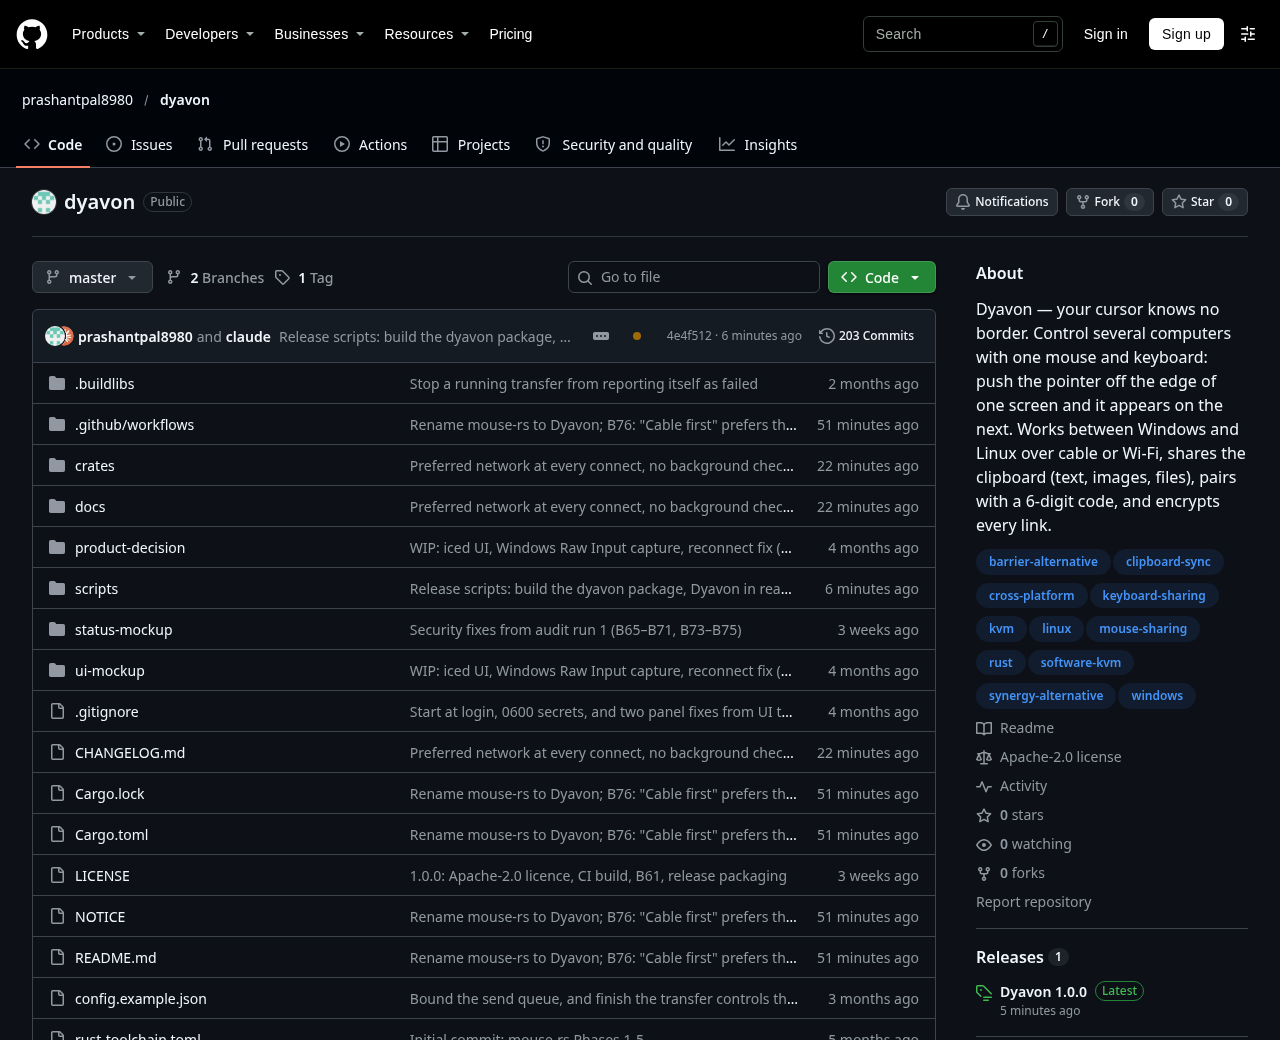 Products Developers Businesses Resources Pricing Search / Sign in Sign up
prashantpal8980 / dyavon
Code Issues Pull requests Actions Projects Security and quality Insights
dyavon Public Notifications Fork 0 Star 0
master 2 Branches 1 Tag Go to file Code
prashantpal8980 and claude Release scripts: build the dyavon package, … 4e4f512 · 6 minutes ago 203 Commits
.buildlibs Stop a running transfer from reporting itself as failed 2 months ago
.github/workflows Rename mouse-rs to Dyavon; B76: "Cable first" prefers th… 51 minutes ago
crates Preferred network at every connect, no background chec… 22 minutes ago
docs Preferred network at every connect, no background chec… 22 minutes ago
product-decision WIP: iced UI, Windows Raw Input capture, reconnect fix (… 4 months ago
scripts Release scripts: build the dyavon package, Dyavon in rea… 6 minutes ago
status-mockup Security fixes from audit run 1 (B65–B71, B73–B75) 3 weeks ago
ui-mockup WIP: iced UI, Windows Raw Input capture, reconnect fix (… 4 months ago
.gitignore Start at login, 0600 secrets, and two panel fixes from UI t… 4 months ago
CHANGELOG.md Preferred network at every connect, no background chec… 22 minutes ago
Cargo.lock Rename mouse-rs to Dyavon; B76: "Cable first" prefers th… 51 minutes ago
Cargo.toml Rename mouse-rs to Dyavon; B76: "Cable first" prefers th… 51 minutes ago
LICENSE 1.0.0: Apache-2.0 licence, CI build, B61, release packaging 3 weeks ago
NOTICE Rename mouse-rs to Dyavon; B76: "Cable first" prefers th… 51 minutes ago
README.md Rename mouse-rs to Dyavon; B76: "Cable first" prefers th… 51 minutes ago
config.example.json Bound the send queue, and finish the transfer controls th… 3 months ago
rust-toolchain.toml Initial commit: mouse-rs Phases 1-5 5 months ago
About
Dyavon — your cursor knows no
border. Control several computers
with one mouse and keyboard:
push the pointer off the edge of
one screen and it appears on the
next. Works between Windows and
Linux over cable or Wi-Fi, shares the
clipboard (text, images, files), pairs
with a 6-digit code, and encrypts
every link.
barrier-alternative clipboard-sync
cross-platform keyboard-sharing
kvm linux mouse-sharing
rust software-kvm
synergy-alternative windows
Readme
Apache-2.0 license
Activity
0 stars
0 watching
0 forks
Report repository
Releases 1
Dyavon 1.0.0 Latest
5 minutes ago